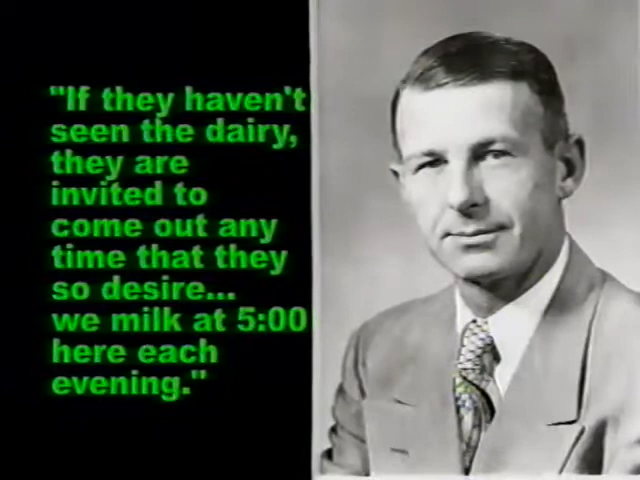 "If they haven't
seen the dairy,
they are
invited to
come out any
time that they
so desire...
we milk at 5:00
here each
evening."